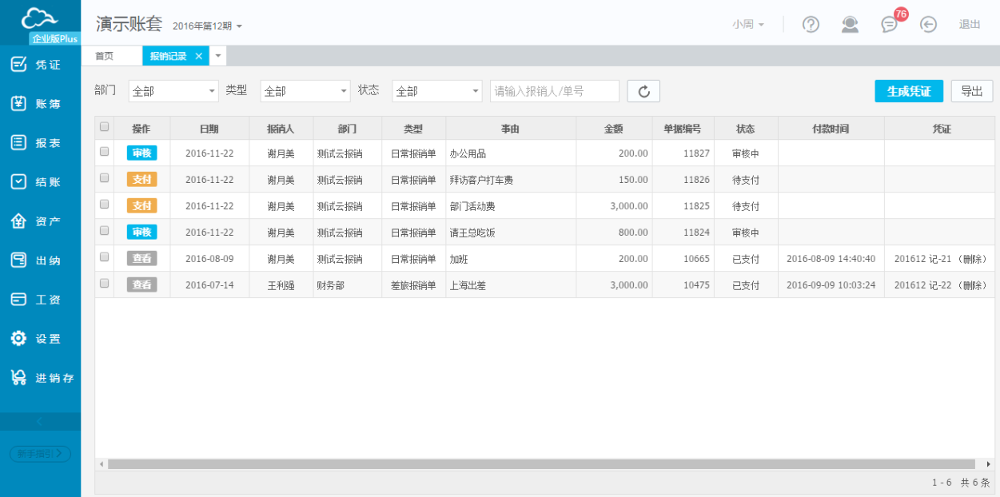 企业版Plus
演示账套 2016年第12期
小周 76 退出
首页 报销记录
凭证
账簿
报表
结账
资产
出纳
工资
设置
进销存
新手指引
部门 全部 类型 全部 状态 全部 请输入报销人/单号 生成凭证 导出
操作 日期 报销人 部门 类型 事由 金额 单据编号 状态 付款时间 凭证
审核 2016-11-22 谢月美 测试云报销 日常报销单 办公用品 200.00 11827 审核中
支付 2016-11-22 谢月美 测试云报销 日常报销单 拜访客户打车费 150.00 11826 待支付
支付 2016-11-22 谢月美 测试云报销 日常报销单 部门活动费 3,000.00 11825 待支付
审核 2016-11-22 谢月美 测试云报销 日常报销单 请王总吃饭 800.00 11824 审核中
查看 2016-08-09 谢月美 测试云报销 日常报销单 加班 200.00 10665 已支付 2016-08-09 14:40:40 201612 记-21 （删除）
查看 2016-07-14 王利强 财务部 差旅报销单 上海出差 3,000.00 10475 已支付 2016-09-09 10:03:24 201612 记-22 （删除）
1 - 6 共 6 条